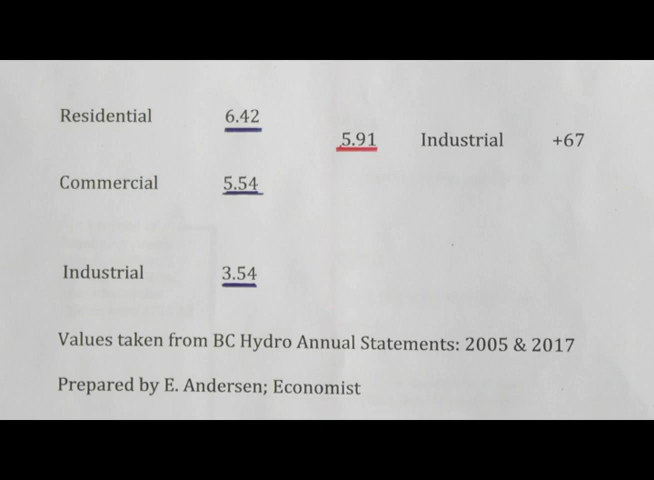 Residential 6.42
5.91 Industrial +67
Commercial 5.54
Industrial 3.54
Values taken from BC Hydro Annual Statements: 2005 & 2017
Prepared by E. Andersen; Economist